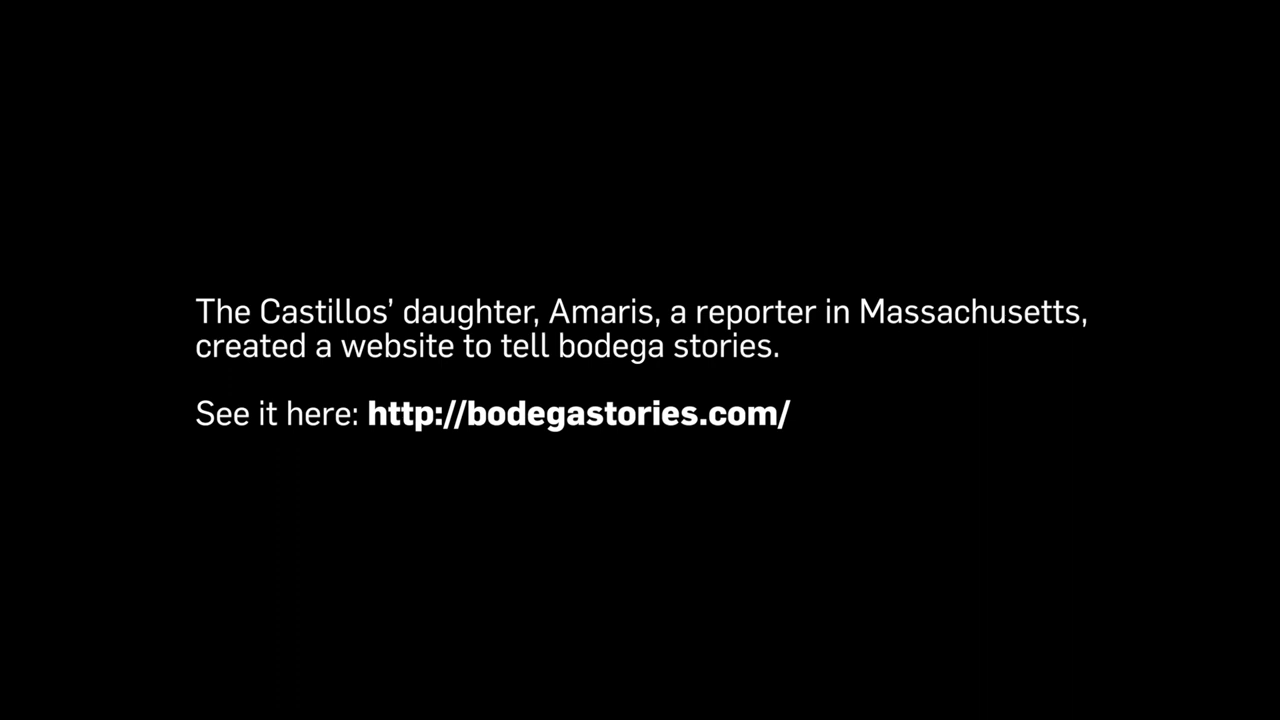 The Castillos’ daughter, Amaris, a reporter in Massachusetts,
created a website to tell bodega stories.
See it here: http://bodegastories.com/